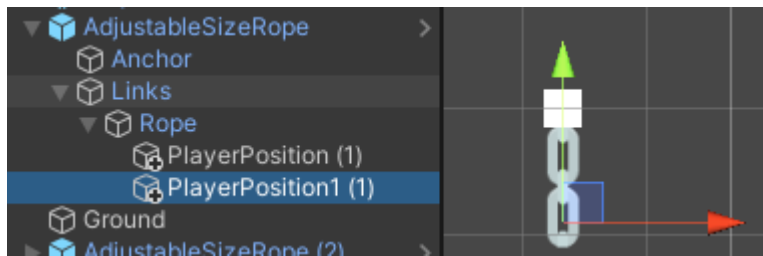 AdjustableSizeRope
Anchor
Links
Rope
PlayerPosition (1)
PlayerPosition1 (1)
Ground
AdjustableSizeRope (2)